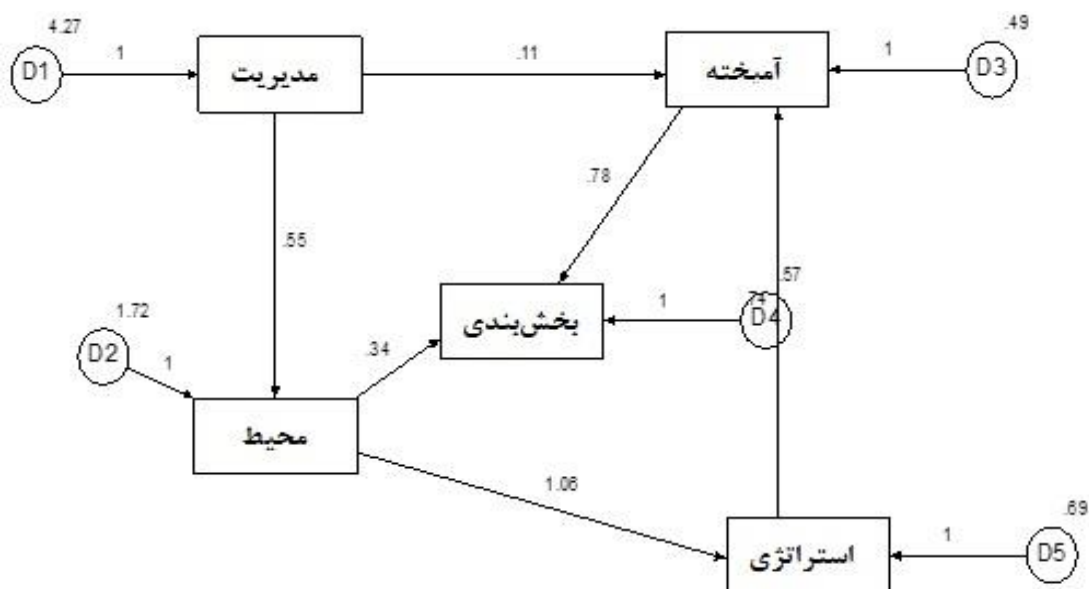 4.27
.49
D1
1
مدیریت
.11
آمبخته
1
D3
.78
.55
.57
1.72
بخش‌بندی
1
.74
D4
D2
1
.34
محیط
1.06
.69
استراتژی
1
D5